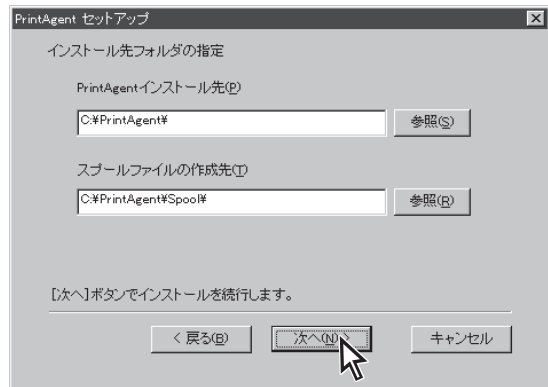 PrintAgent セットアップ
インストール先フォルダの指定
PrintAgentインストール先(P)
C:¥PrintAgent¥
参照(S)
スプールファイルの作成先(T)
C:¥PrintAgent¥Spool¥
参照(R)
[次へ]ボタンでインストールを続行します。
< 戻る(B)
次へ(N) >
キャンセル